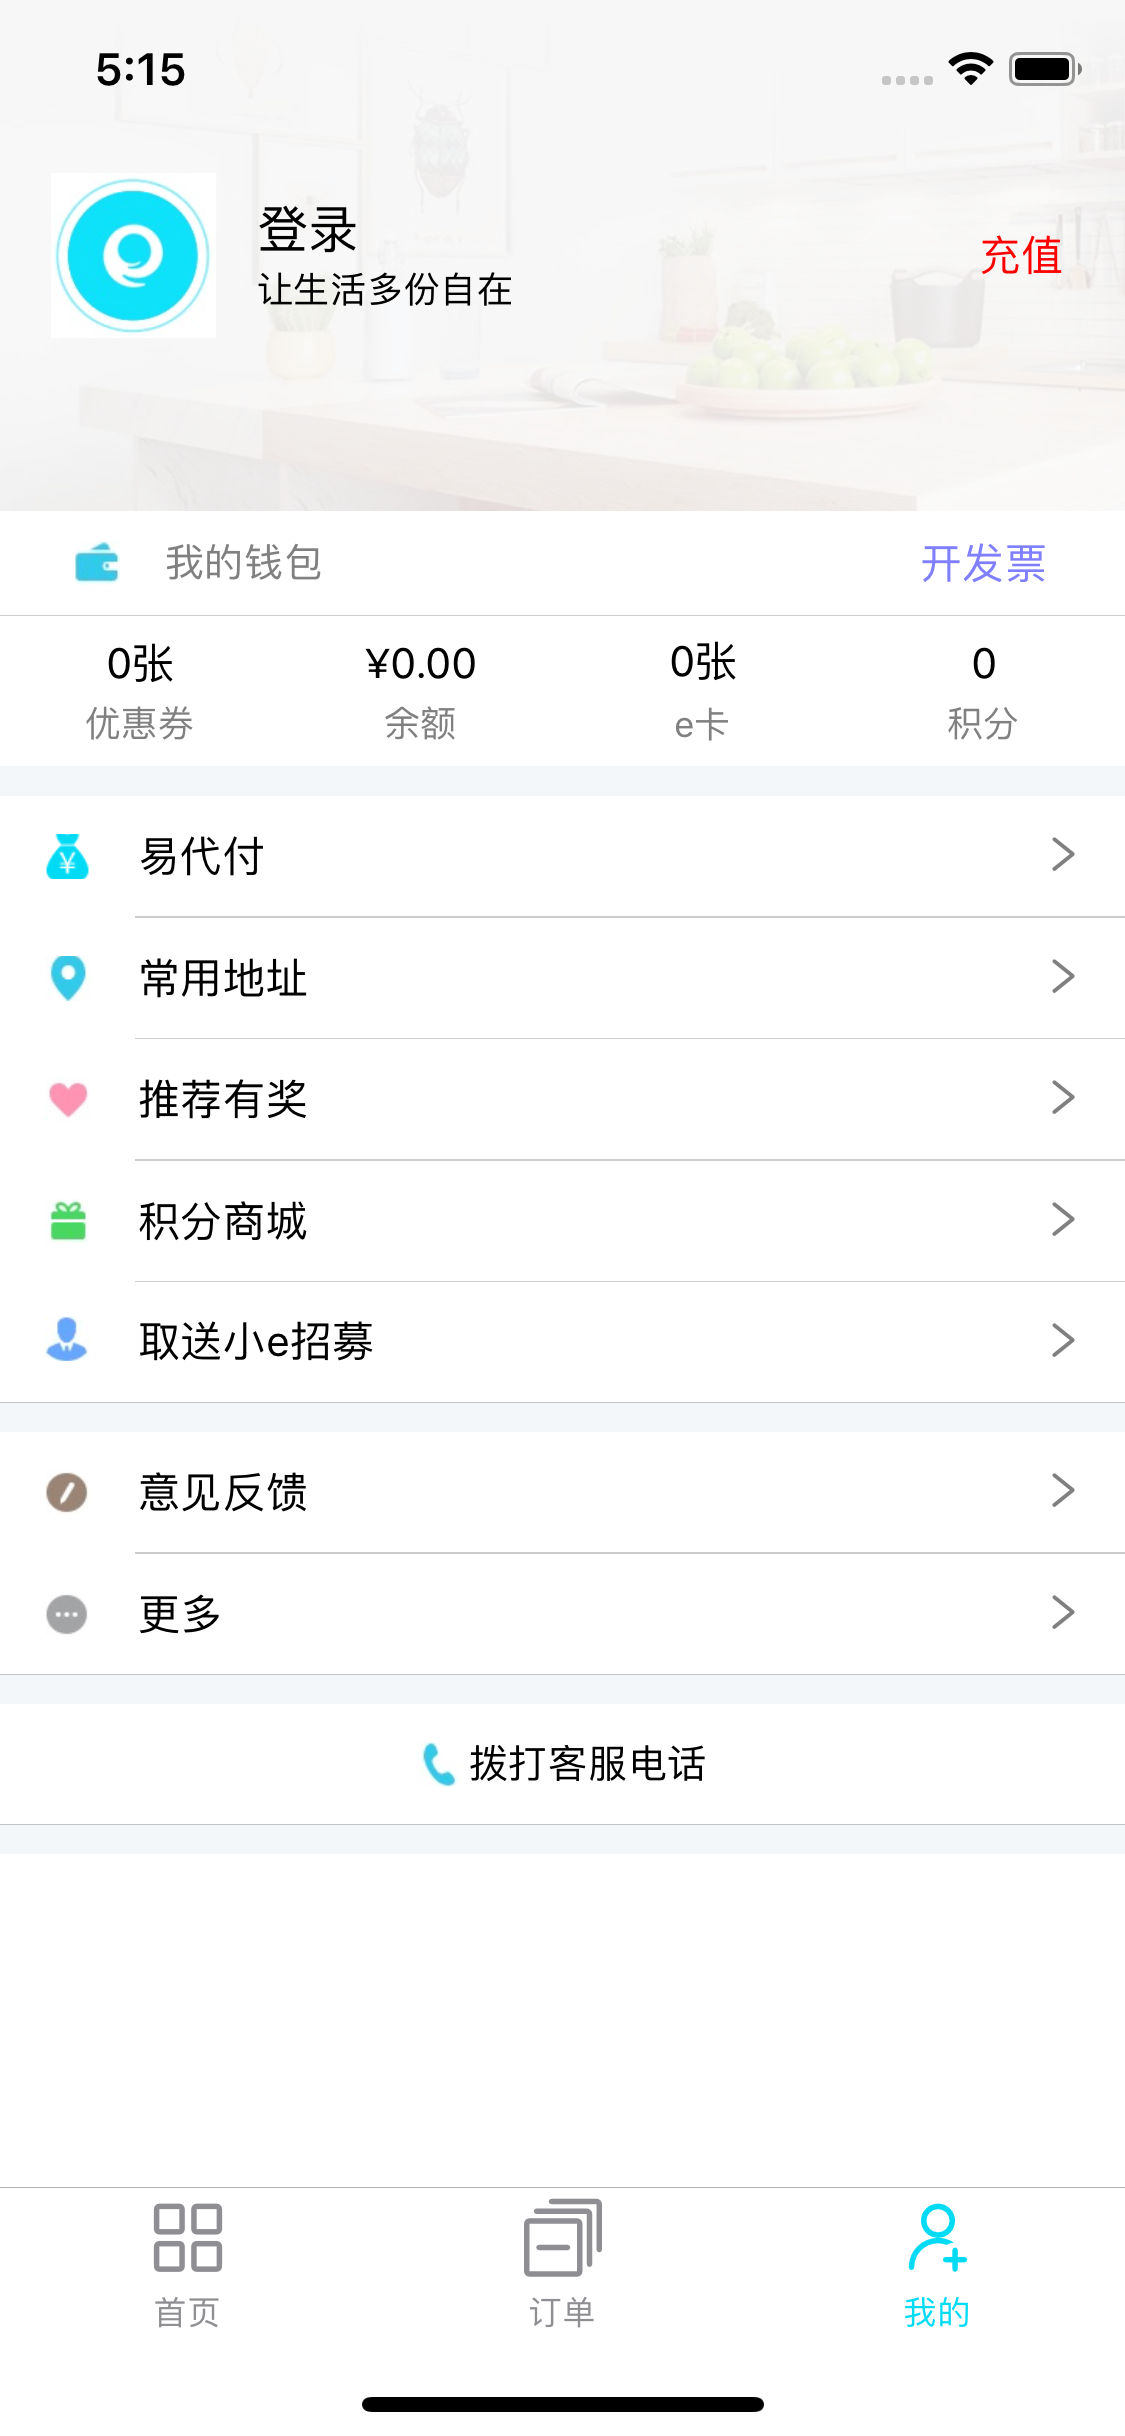 5:15
登录
让生活多份自在
充值
我的钱包
开发票
0张
¥0.00
0张
0
优惠券
余额
e卡
积分
易代付
常用地址
推荐有奖
积分商城
取送小e招募
意见反馈
更多
拨打客服电话
首页
订单
我的